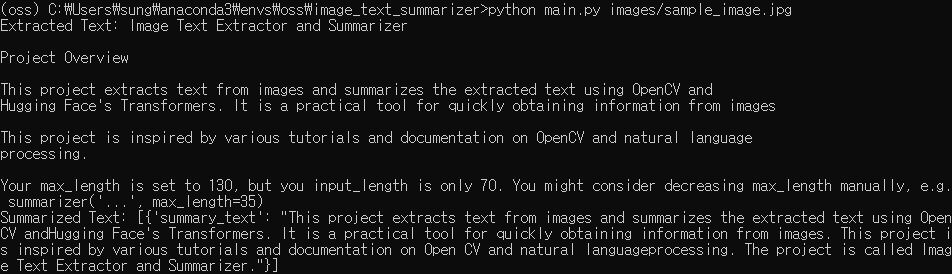 (oss) C:₩Users₩sung₩anaconda3₩envs₩oss₩image_text_summarizer>python main.py images/sample_image.jpg
Extracted Text: Image Text Extractor and Summarizer
Project Overview
This project extracts text from images and summarizes the extracted text using OpenCV and
Hugging Face's Transformers. It is a practical tool for quickly obtaining information from images
This project is inspired by various tutorials and documentation on OpenCV and natural language
processing.
Your max_length is set to 130, but you input_length is only 70. You might consider decreasing max_length manually, e.g.
 summarizer('...', max_length=35)
Summarized Text: [{'summary_text': "This project extracts text from images and summarizes the extracted text using Open
CV andHugging Face's Transformers. It is a practical tool for quickly obtaining information from images. This project i
s inspired by various tutorials and documentation on Open CV and natural languageprocessing. The project is called Imag
e Text Extractor and Summarizer."}]